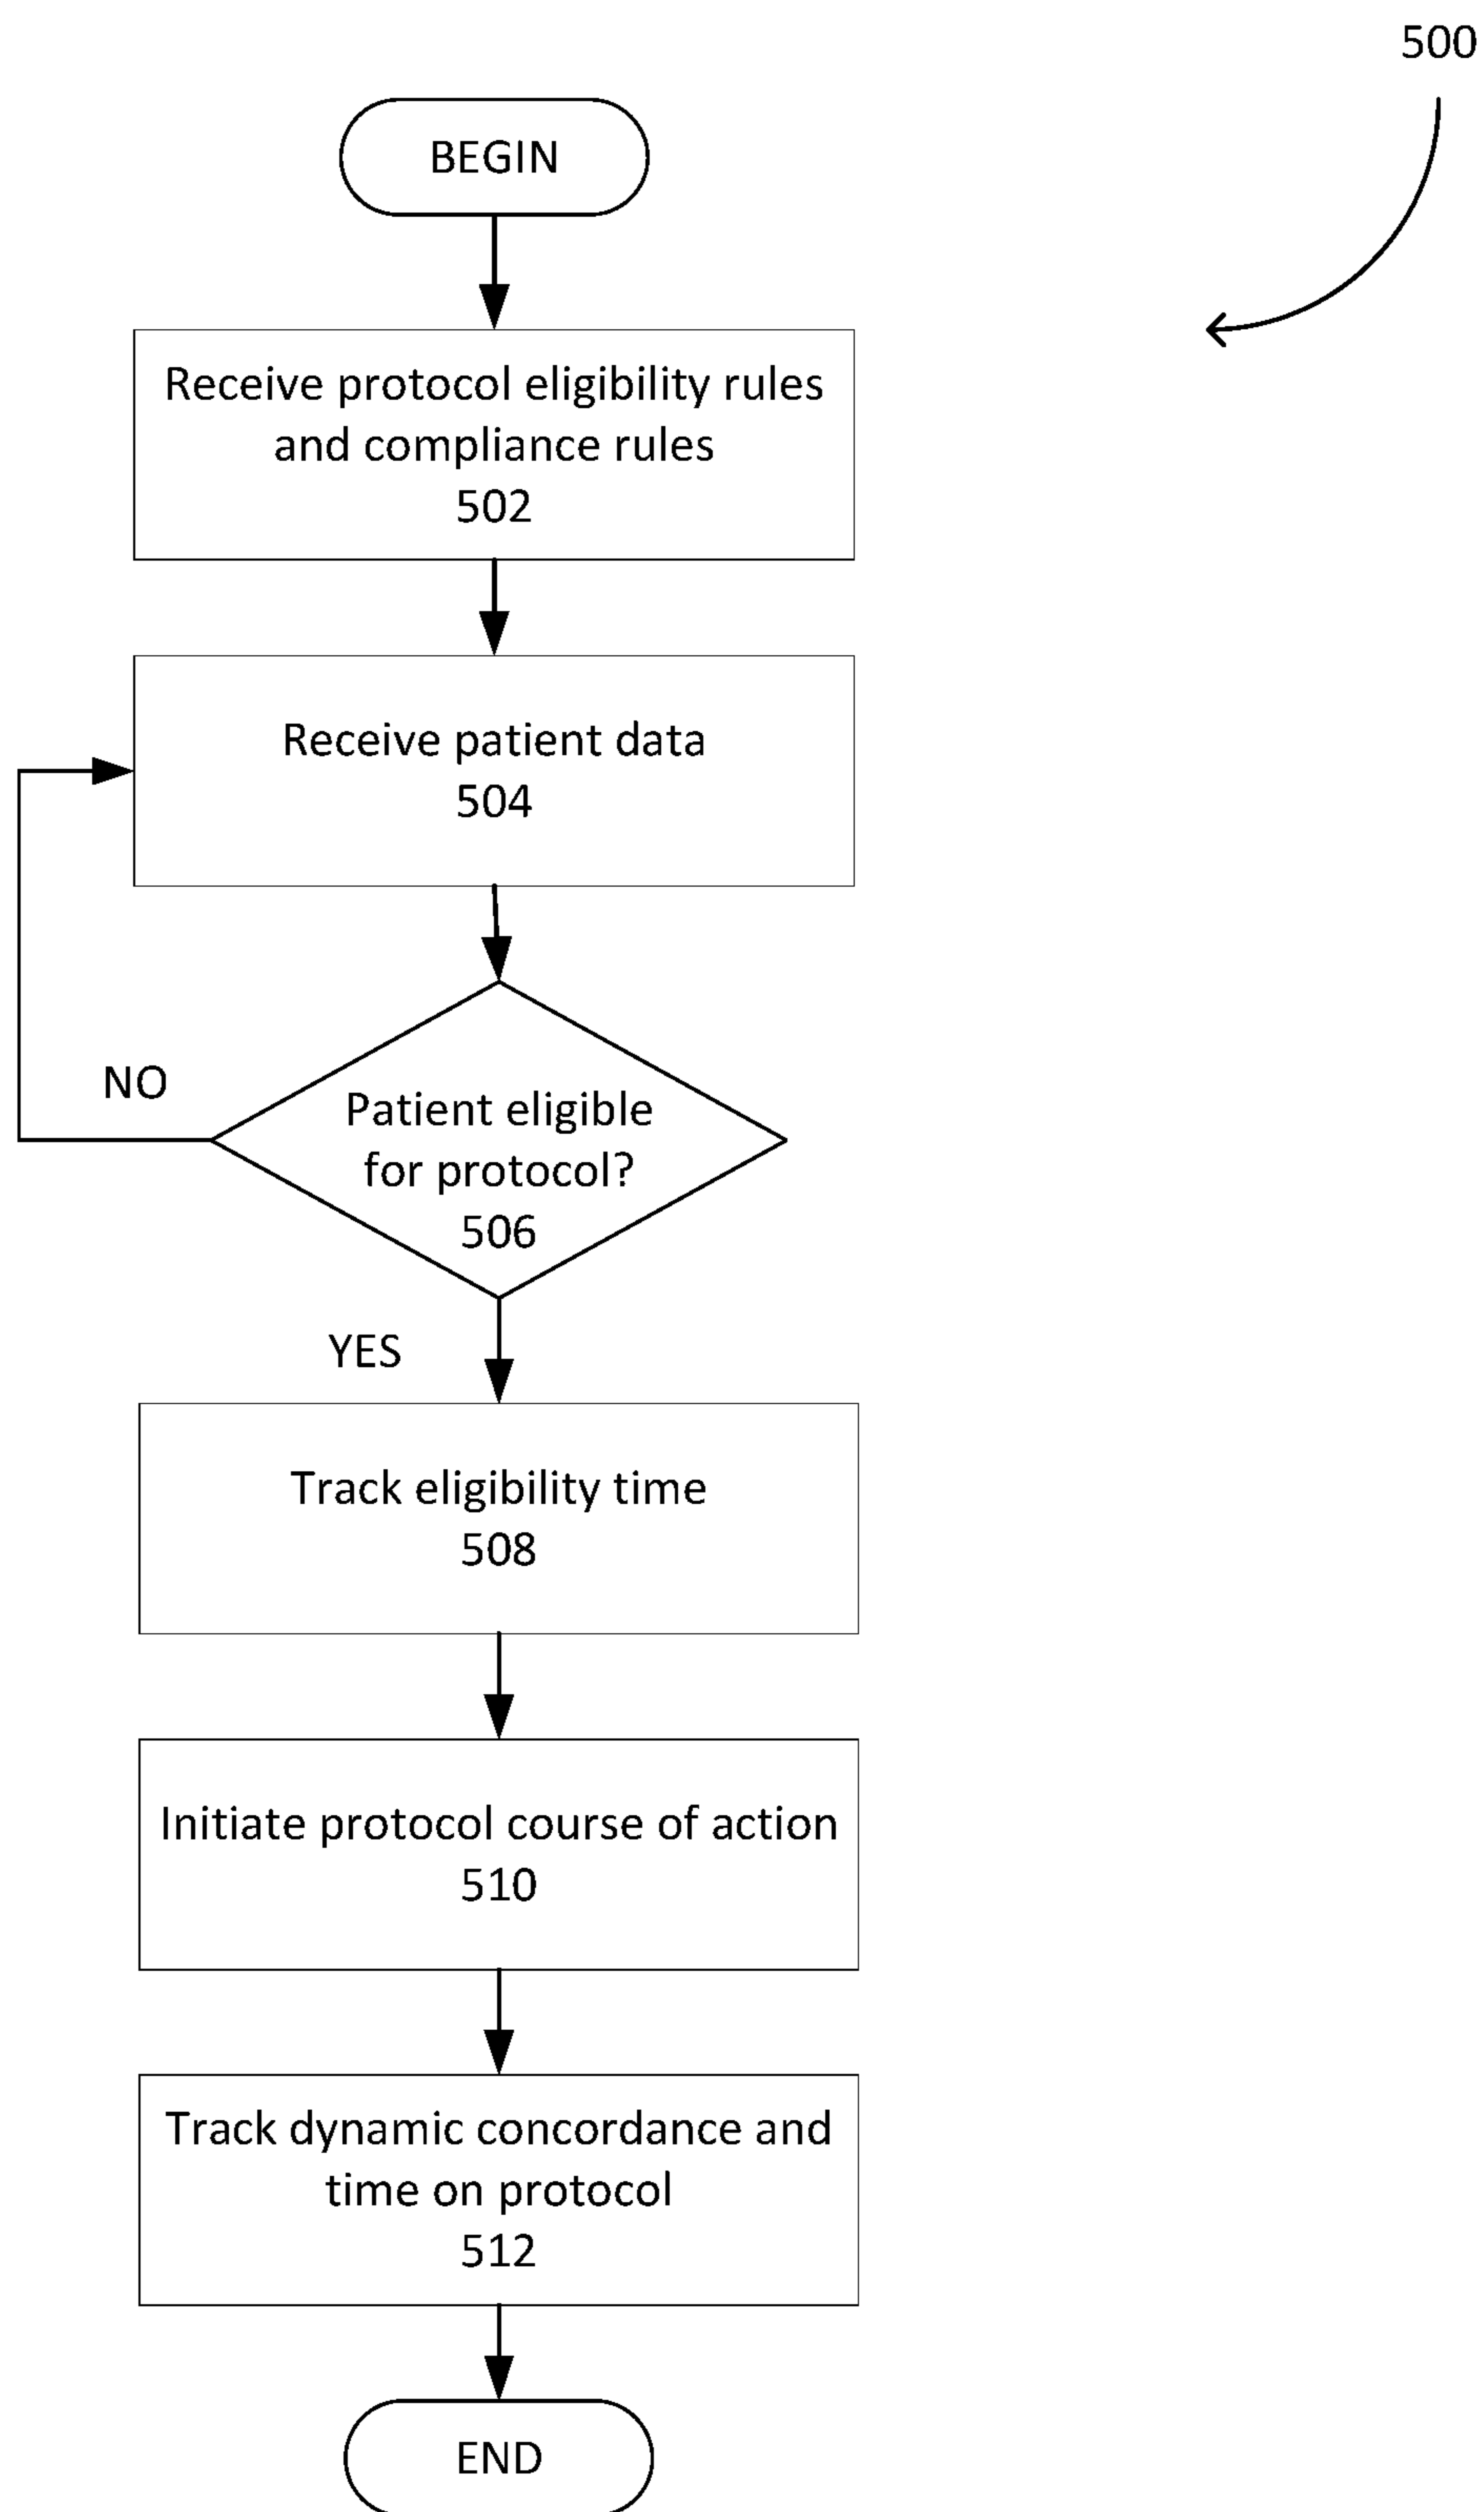 500
BEGIN
Receive protocol eligibility rules
and compliance rules
502
Receive patient data
504
NO
Patient eligible
for protocol?
506
YES
Track eligibility time
508
Initiate protocol course of action
510
Track dynamic concordance and
time on protocol
512
END